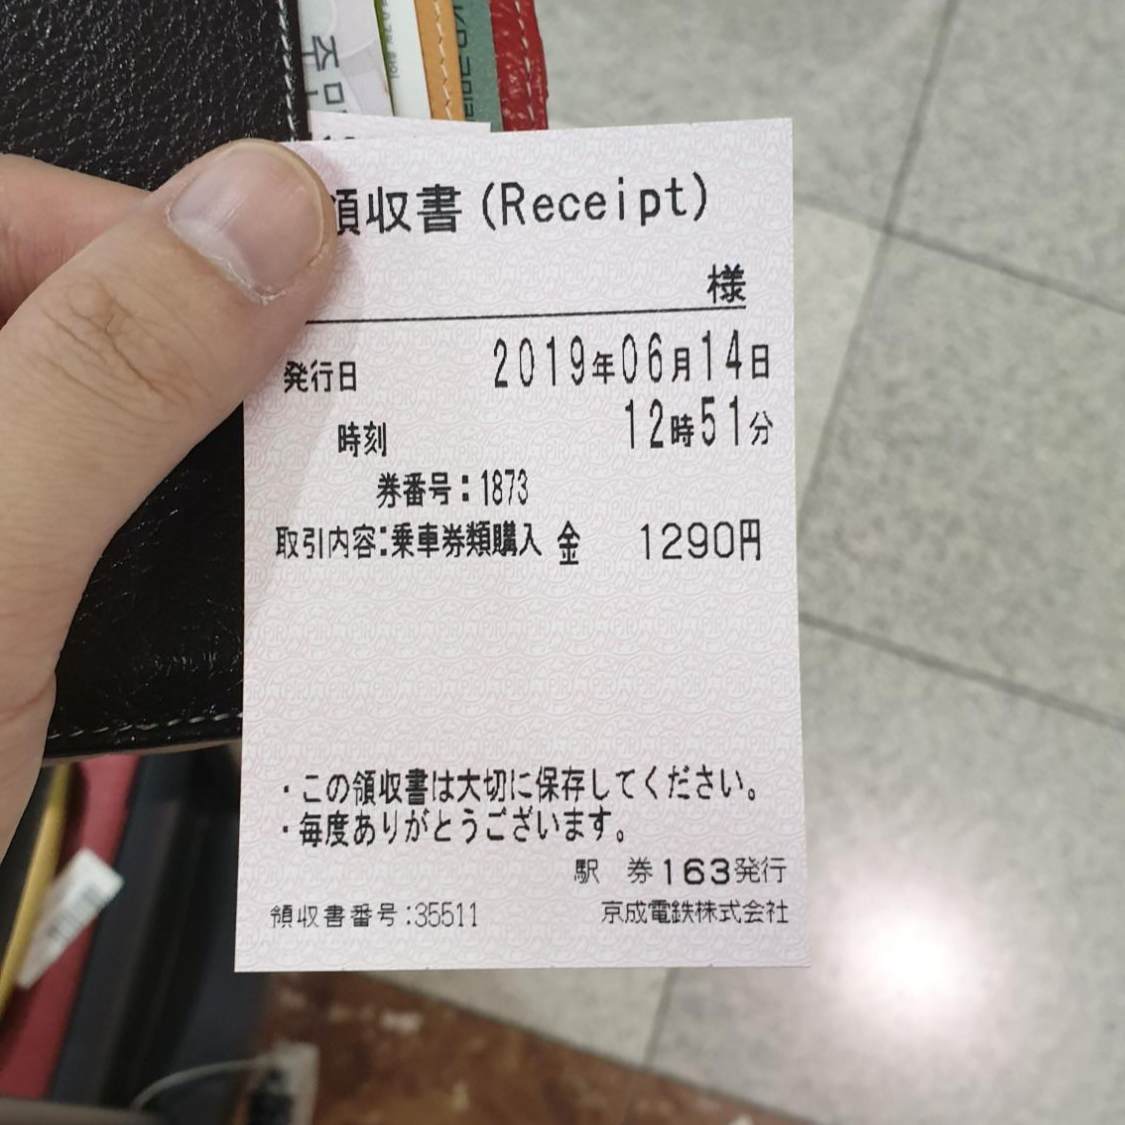 領収書(Receipt)
様
発行日 2019年06月14日
時刻 12時51分
券番号:1873
取引内容:乗車券類購入 金 1290円
・この領収書は大切に保存してください。
・毎度ありがとうございます。
駅 券163発行
領収書番号:35511 京成電鉄株式会社